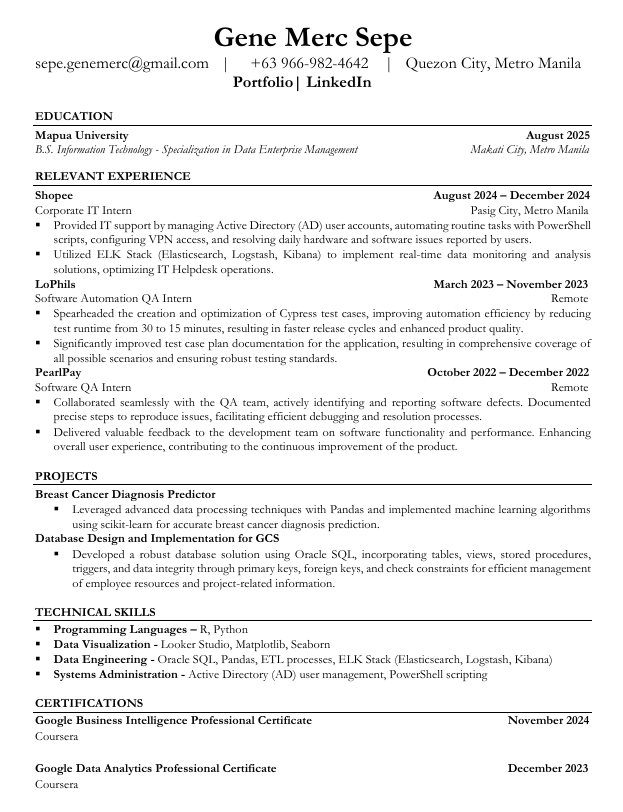 Gene Merc Sepe
sepe.genemerc@gmail.com | +63 966-982-4642 | Quezon City, Metro Manila
Portfolio| LinkedIn
EDUCATION
Mapua University August 2025
B.S. Information Technology - Specialization in Data Enterprise Management Makati City, Metro Manila
RELEVANT EXPERIENCE
Shopee August 2024 – December 2024
Corporate IT Intern Pasig City, Metro Manila
▪ Provided IT support by managing Active Directory (AD) user accounts, automating routine tasks with PowerShell
scripts, configuring VPN access, and resolving daily hardware and software issues reported by users.
▪ Utilized ELK Stack (Elasticsearch, Logstash, Kibana) to implement real-time data monitoring and analysis
solutions, optimizing IT Helpdesk operations.
LoPhils March 2023 – November 2023
Software Automation QA Intern Remote
▪ Spearheaded the creation and optimization of Cypress test cases, improving automation efficiency by reducing
test runtime from 30 to 15 minutes, resulting in faster release cycles and enhanced product quality.
▪ Significantly improved test case plan documentation for the application, resulting in comprehensive coverage of
all possible scenarios and ensuring robust testing standards.
PearlPay October 2022 – December 2022
Software QA Intern Remote
▪ Collaborated seamlessly with the QA team, actively identifying and reporting software defects. Documented
precise steps to reproduce issues, facilitating efficient debugging and resolution processes.
▪ Delivered valuable feedback to the development team on software functionality and performance. Enhancing
overall user experience, contributing to the continuous improvement of the product.
PROJECTS
Breast Cancer Diagnosis Predictor
▪ Leveraged advanced data processing techniques with Pandas and implemented machine learning algorithms
using scikit-learn for accurate breast cancer diagnosis prediction.
Database Design and Implementation for GCS
▪ Developed a robust database solution using Oracle SQL, incorporating tables, views, stored procedures,
triggers, and data integrity through primary keys, foreign keys, and check constraints for efficient management
of employee resources and project-related information.
TECHNICAL SKILLS
▪ Programming Languages – R, Python
▪ Data Visualization - Looker Studio, Matplotlib, Seaborn
▪ Data Engineering - Oracle SQL, Pandas, ETL processes, ELK Stack (Elasticsearch, Logstash, Kibana)
▪ Systems Administration - Active Directory (AD) user management, PowerShell scripting
CERTIFICATIONS
Google Business Intelligence Professional Certificate November 2024
Coursera
Google Data Analytics Professional Certificate December 2023
Coursera